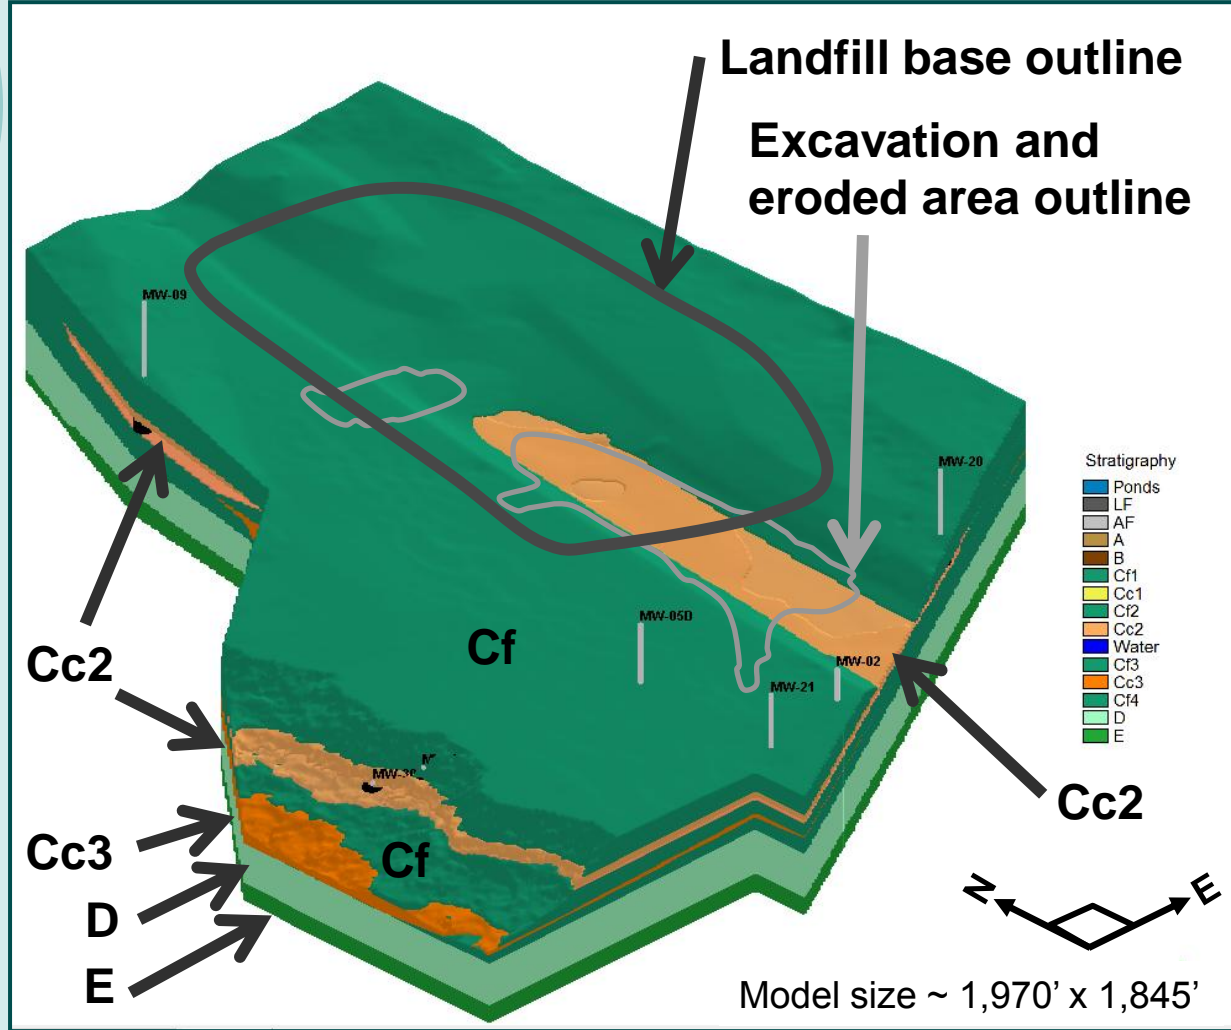 Landfill base outline
Excavation and
eroded area outline
MW-09
MW-20
Stratigraphy
Ponds
LF
AF
A
B
Cf1
Cc1
Cf2
Cc2
Water
Cf3
Cc3
Cf4
D
E
MW-05D
Cf
MW-02
MW-21
Cc2
Cc2
Cc3
Cf
D
E
N
E
Model size ~ 1,970’ x 1,845’